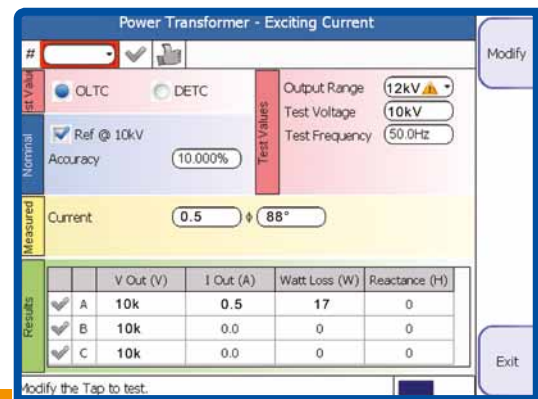 Power Transformer - Exciting Current
#
Modify
st Value
OLTC
DETC
Test Values
Output Range
12kV
Test Voltage
10kV
Test Frequency
50.0Hz
Nominal
Ref @ 10kV
Accuracy
10.000%
Measured
Current
0.5
ϕ
88°
Results
V Out (V) I Out (A) Watt Loss (W) Reactance (H)
A 10k 0.5 17 0
B 10k 0.0 0 0
C 10k 0.0 0 0
Exit
Modify the Tap to test.